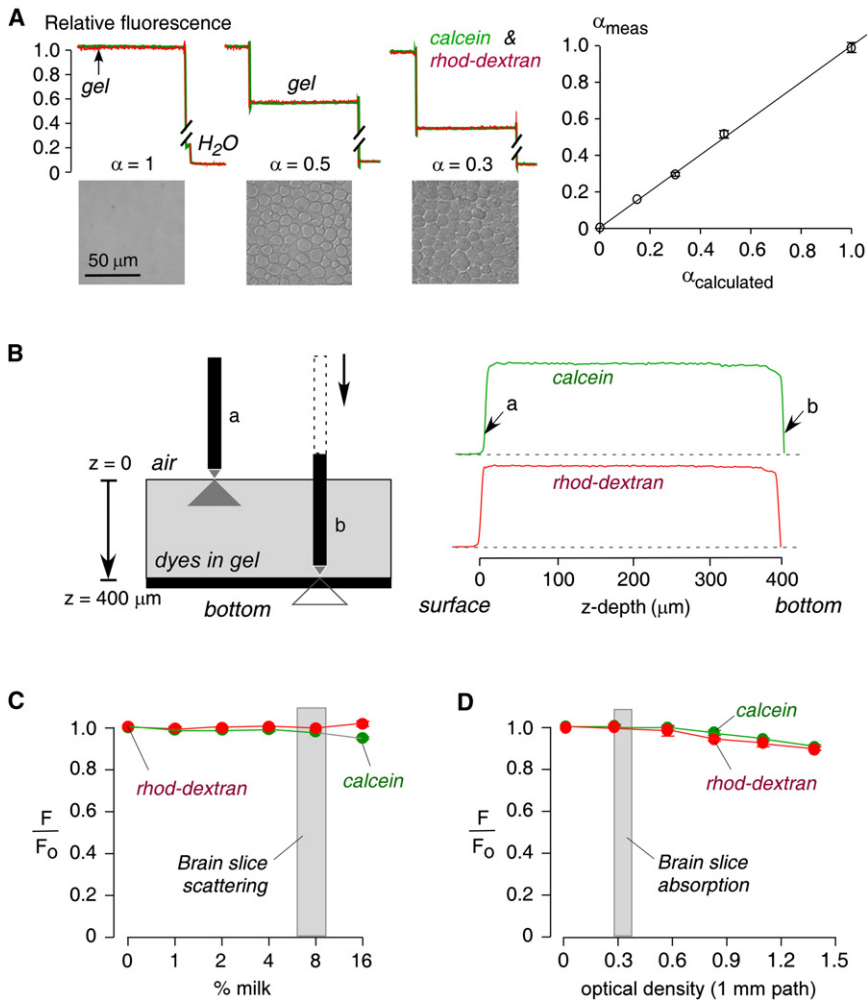 A
Relative fluorescence
1.0
0.8
0.6
0.4
0.2
0
gel
H2O
α = 1
gel
α = 0.5
calcein &
rhod-dextran
α = 0.3
50 μm
αmeas
1.0
0.8
0.6
0.4
0.2
0
0 0.2 0.4 0.6 0.8 1.0
αcalculated
B
a
z = 0 air
b
dyes in gel
z = 400 μm
bottom
calcein
a
b
rhod-dextran
0 100 200 300 400
surface z-depth (μm) bottom
C
1.0
0.8
0.6
0.4
0.2
0
F
Fo
rhod-dextran
calcein
Brain slice
scattering
0 1 2 4 8 16
% milk
D
1.0
0.8
0.6
0.4
0.2
0
F
Fo
calcein
rhod-dextran
Brain slice
absorption
0 0.3 0.6 0.9 1.2 1.5
optical density (1 mm path)